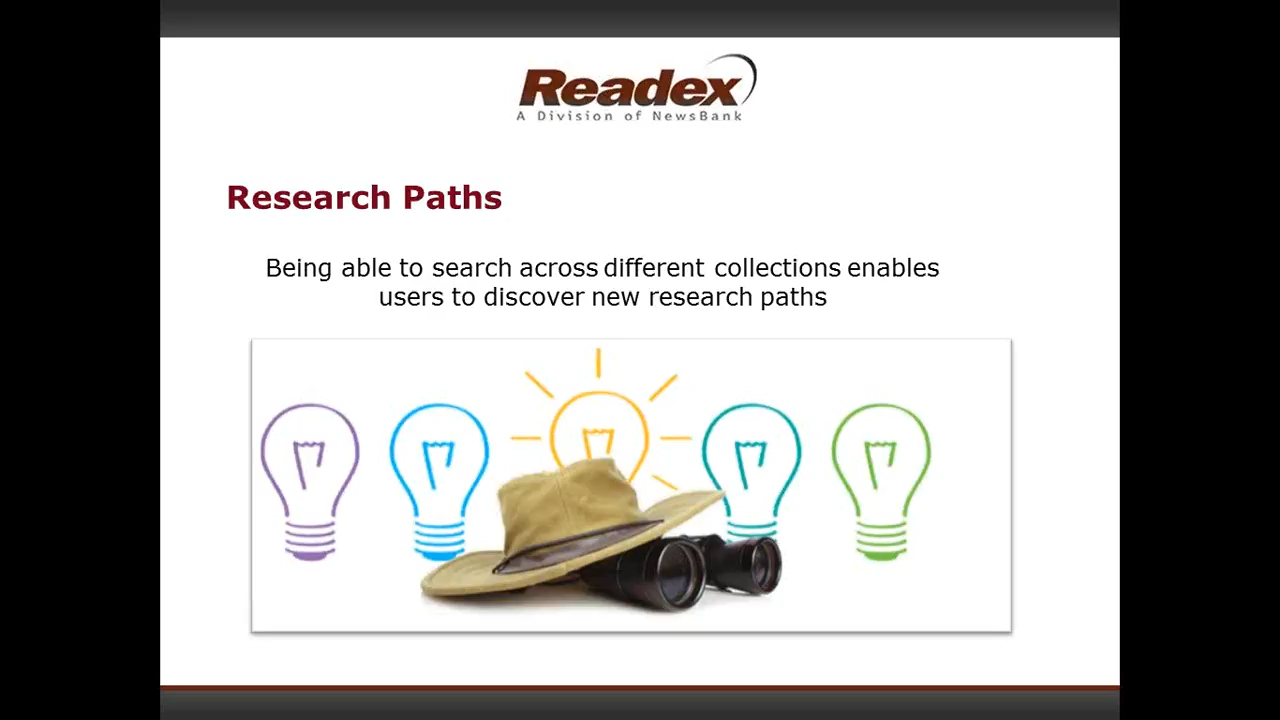 Readex
A Division of NewsBank
Research Paths
Being able to search across different collections enables
users to discover new research paths